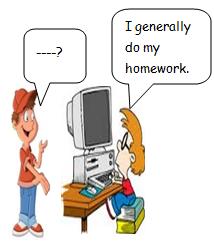 ----?
I generally
do my
homework.